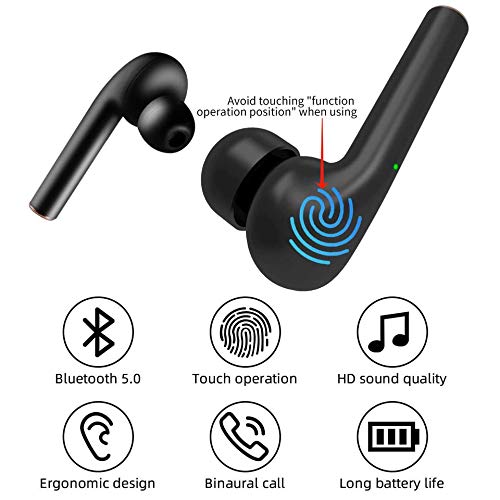 Avoid touching "function
operation position" when using
Bluetooth 5.0
Touch operation
HD sound quality
Ergonomic design
Binaural call
Long battery life